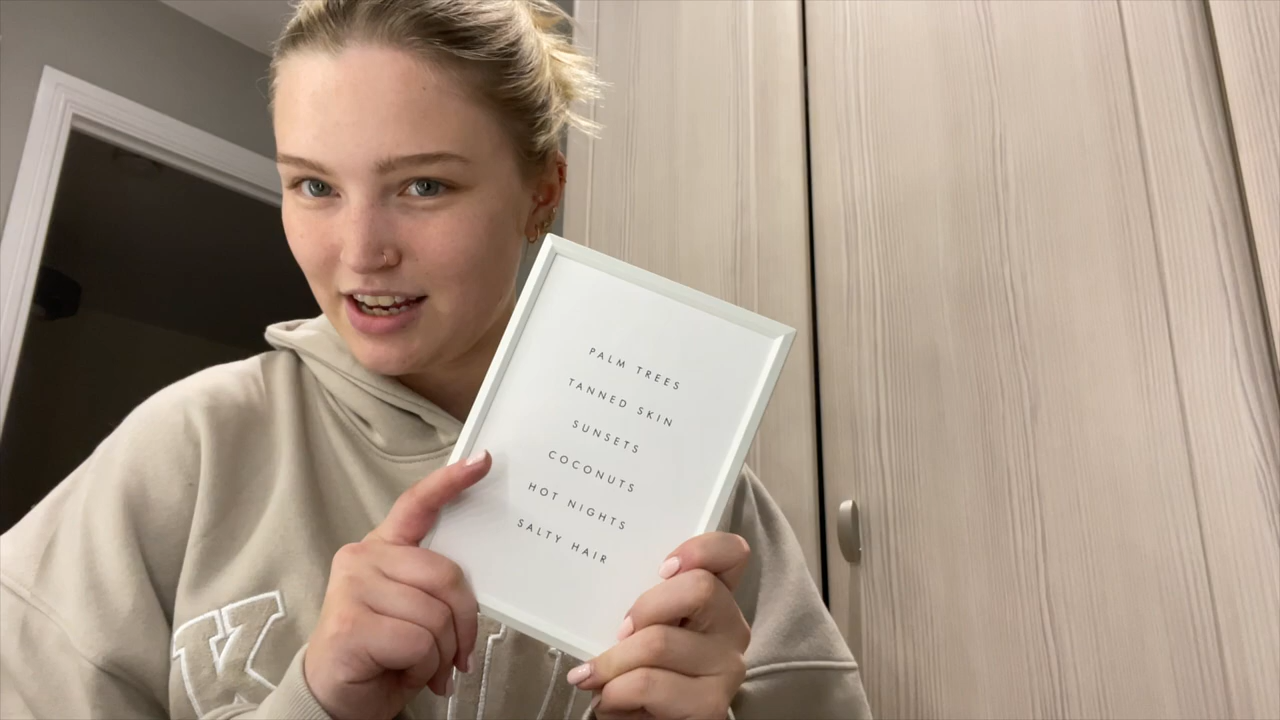 PALM TREES
TANNED SKIN
SUNSETS
COCONUTS
HOT NIGHTS
SALTY HAIR